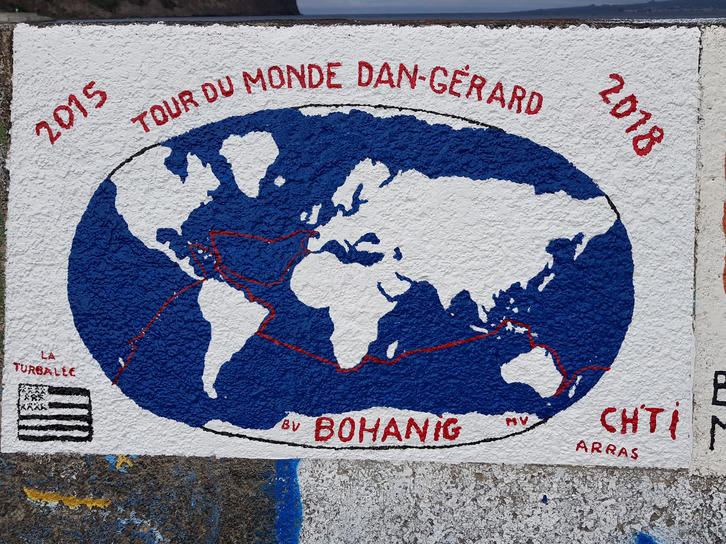 2015
TOUR DU MONDE DAN-GÉRARD
2018
LA
TURBALLE
BV BOHANIG MV
CH'TI
ARRAS